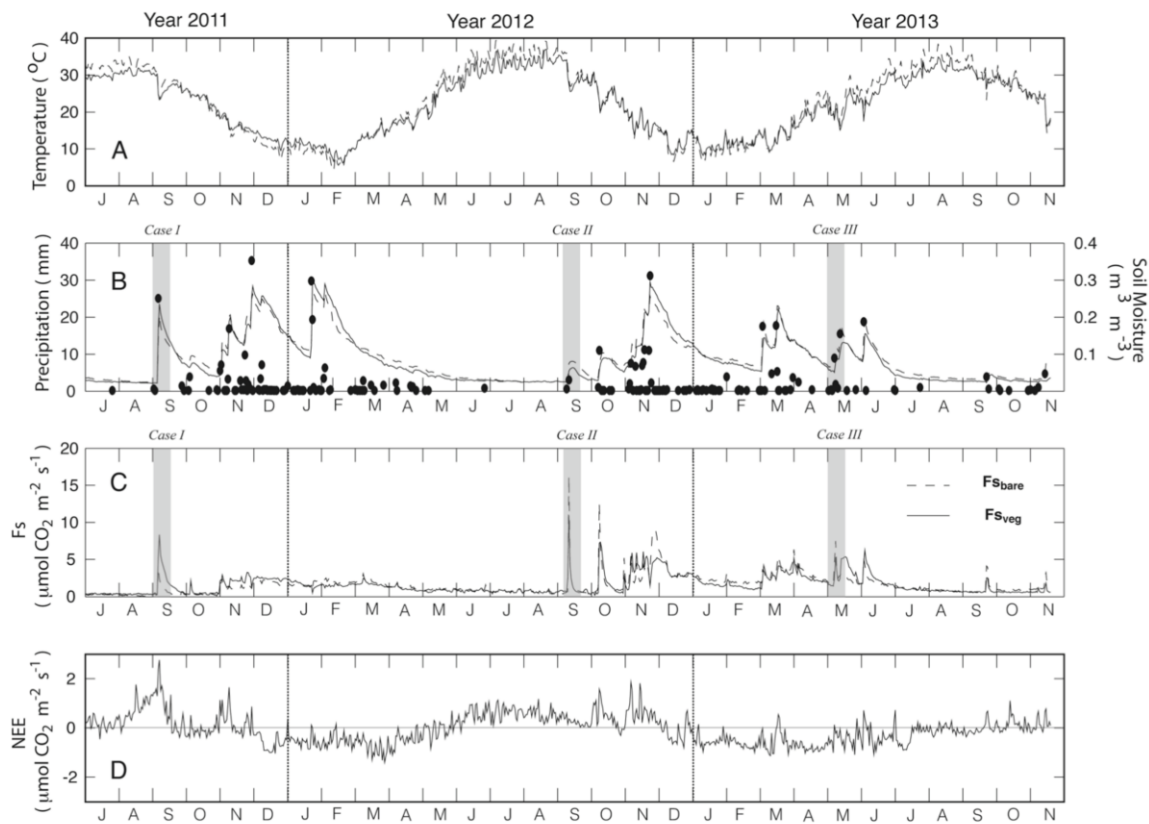 Year 2011 Year 2012 Year 2013
40
30
20
10
0
Temperature (°C)
A
J A S O N D J F M A M J J A S O N D J F M A M J J A S O N
Case I Case II Case III
40
30
20
10
0
Precipitation (mm)
B
0.4
0.3
0.2
0.1
Soil Moisture
(m3 m-3)
J A S O N D J F M A M J J A S O N D J F M A M J J A S O N
Case I Case II Case III
20
15
10
5
0
Fs
(μmol CO2 m-2 s-1)
C
Fsbare
Fsveg
J A S O N D J F M A M J J A S O N D J F M A M J J A S O N
2
0
-2
NEE
(μmol CO2 m-2 s-1)
D
J A S O N D J F M A M J J A S O N D J F M A M J J A S O N